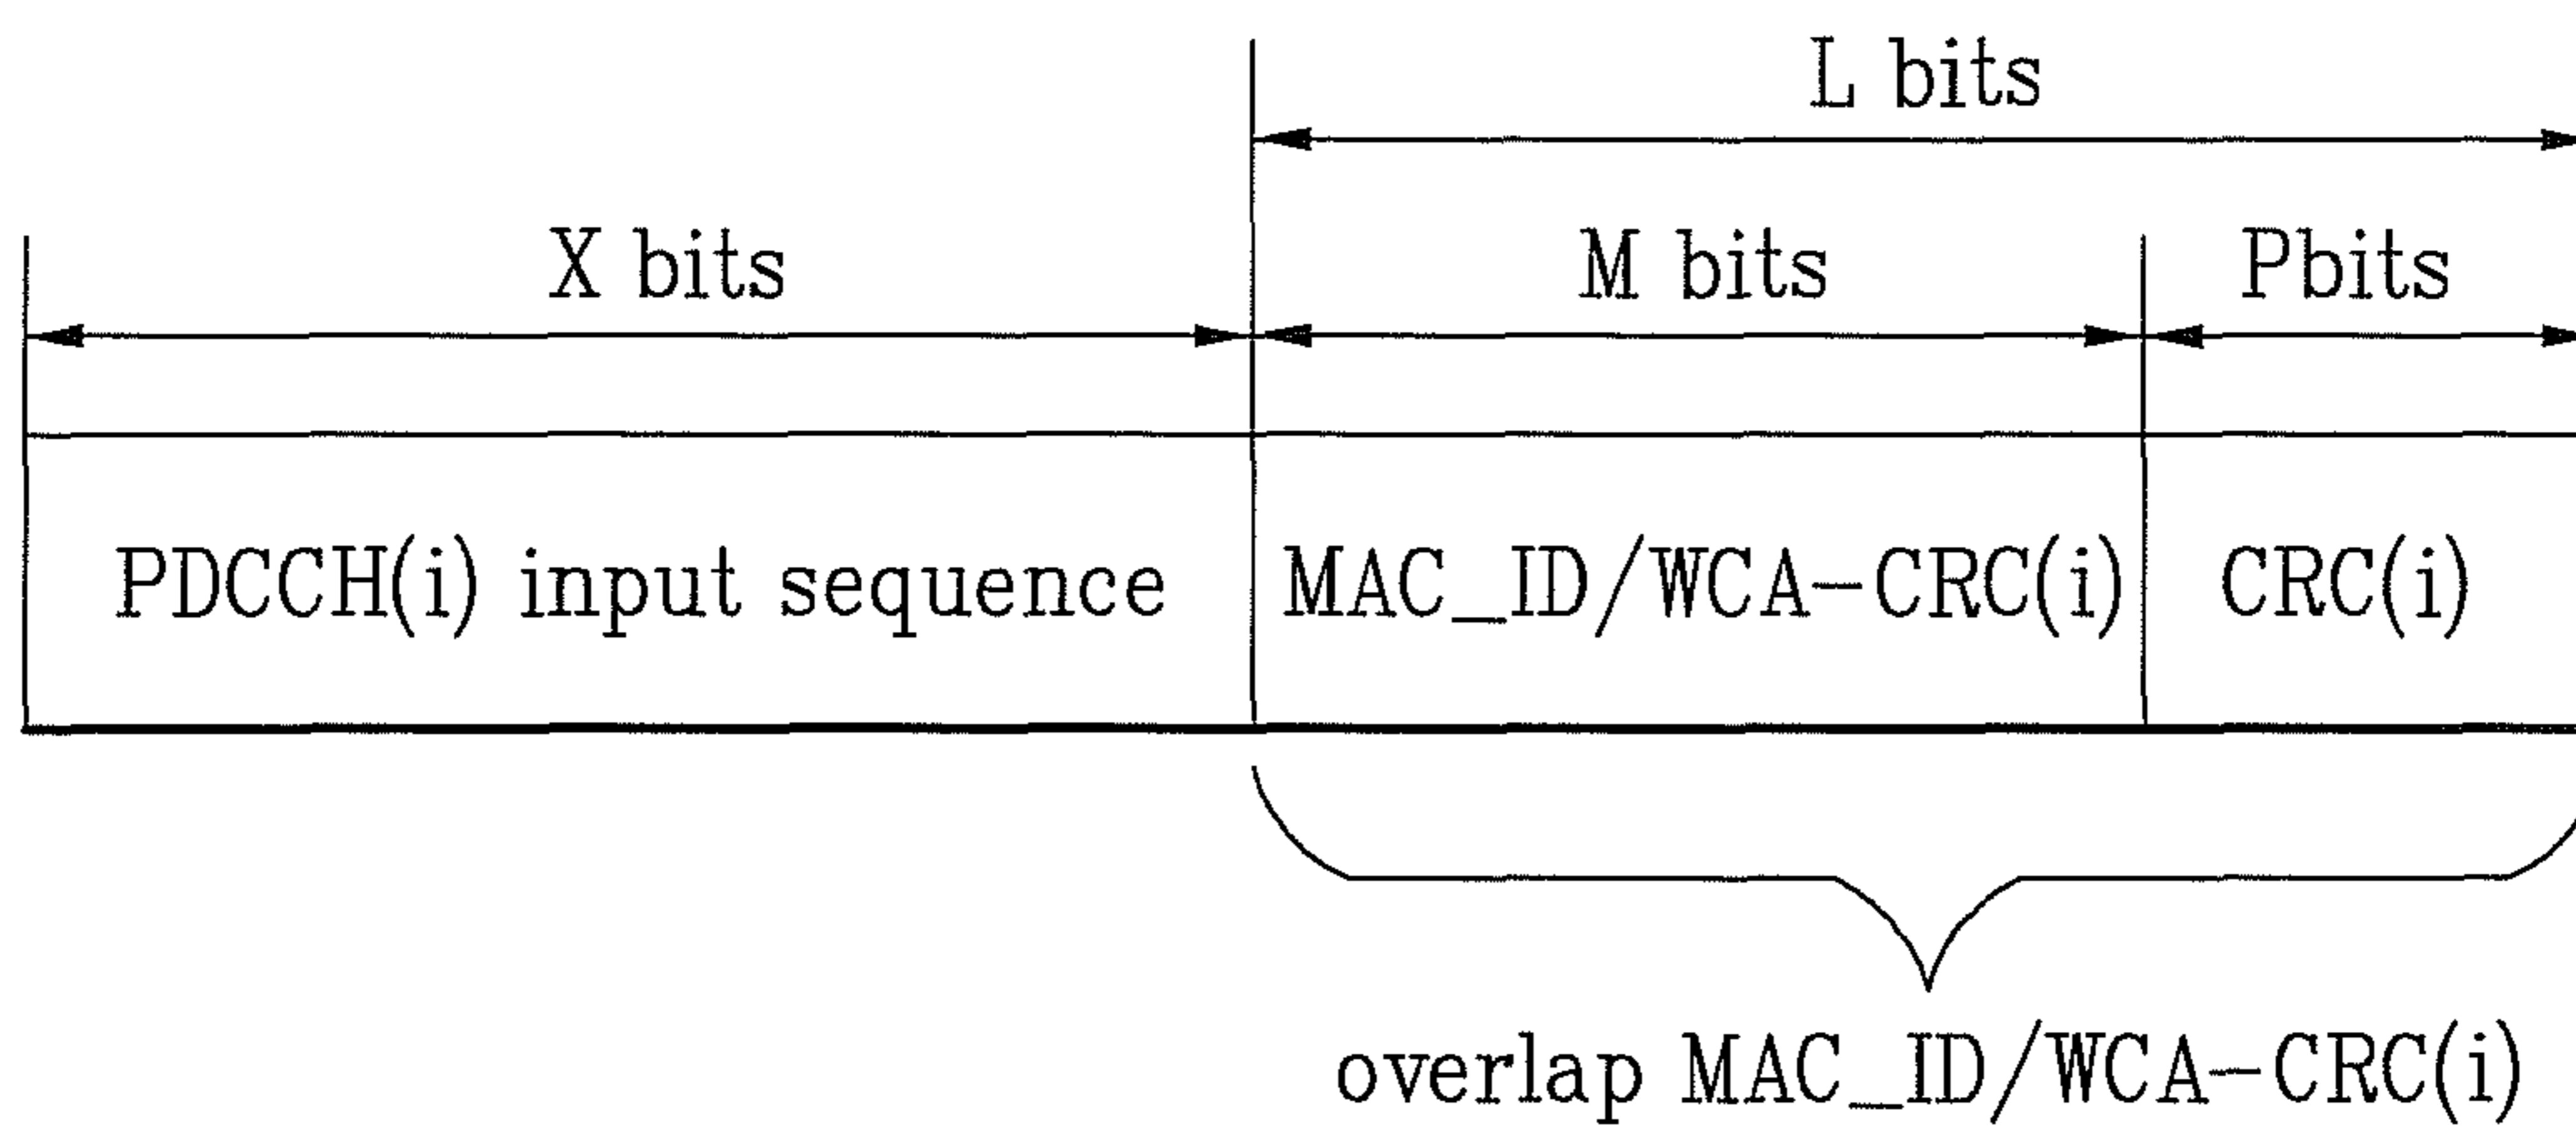 L bits
X bits
M bits
Pbits
PDCCH(i) input sequence
MAC_ID/WCA-CRC(i)
CRC(i)
overlap MAC_ID/WCA-CRC(i)